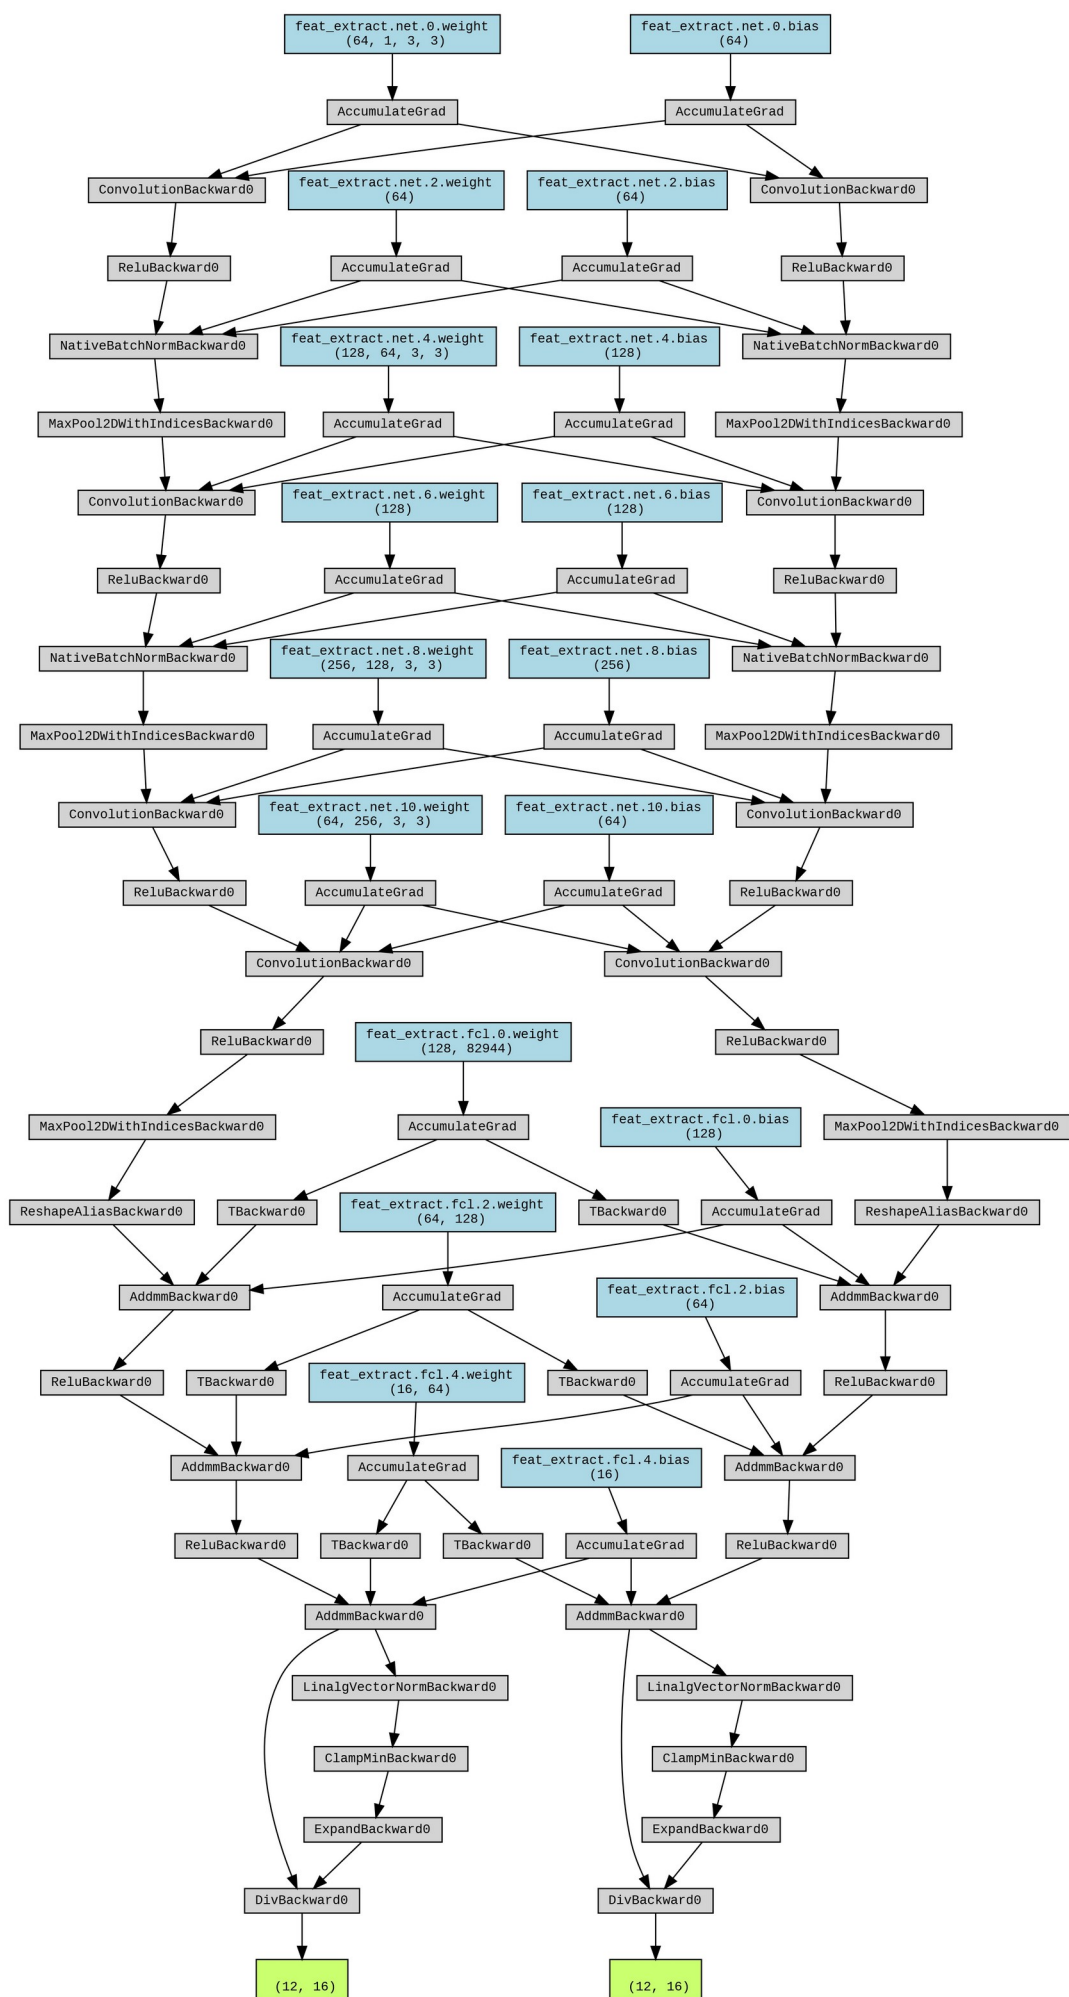 feat_extract.net.0.weight
(64, 1, 3, 3)
feat_extract.net.0.bias
(64)
AccumulateGrad
AccumulateGrad
ConvolutionBackward0
feat_extract.net.2.weight
(64)
feat_extract.net.2.bias
(64)
ConvolutionBackward0
ReluBackward0
AccumulateGrad
AccumulateGrad
ReluBackward0
NativeBatchNormBackward0
feat_extract.net.4.weight
(128, 64, 3, 3)
feat_extract.net.4.bias
(128)
NativeBatchNormBackward0
MaxPool2DWithIndicesBackward0
AccumulateGrad
AccumulateGrad
MaxPool2DWithIndicesBackward0
ConvolutionBackward0
feat_extract.net.6.weight
(128)
feat_extract.net.6.bias
(128)
ConvolutionBackward0
ReluBackward0
AccumulateGrad
AccumulateGrad
ReluBackward0
NativeBatchNormBackward0
feat_extract.net.8.weight
(256, 128, 3, 3)
feat_extract.net.8.bias
(256)
NativeBatchNormBackward0
MaxPool2DWithIndicesBackward0
AccumulateGrad
AccumulateGrad
MaxPool2DWithIndicesBackward0
ConvolutionBackward0
feat_extract.net.10.weight
(64, 256, 3, 3)
feat_extract.net.10.bias
(64)
ConvolutionBackward0
ReluBackward0
AccumulateGrad
AccumulateGrad
ReluBackward0
ConvolutionBackward0
ConvolutionBackward0
ReluBackward0
feat_extract.fcl.0.weight
(128, 82944)
ReluBackward0
MaxPool2DWithIndicesBackward0
AccumulateGrad
feat_extract.fcl.0.bias
(128)
MaxPool2DWithIndicesBackward0
ReshapeAliasBackward0
TBackward0
feat_extract.fcl.2.weight
(64, 128)
TBackward0
AccumulateGrad
ReshapeAliasBackward0
AddmmBackward0
AccumulateGrad
feat_extract.fcl.2.bias
(64)
AddmmBackward0
ReluBackward0
TBackward0
feat_extract.fcl.4.weight
(16, 64)
TBackward0
AccumulateGrad
ReluBackward0
AddmmBackward0
AccumulateGrad
feat_extract.fcl.4.bias
(16)
AddmmBackward0
ReluBackward0
TBackward0
TBackward0
AccumulateGrad
ReluBackward0
AddmmBackward0
AddmmBackward0
LinalgVectorNormBackward0
LinalgVectorNormBackward0
ClampMinBackward0
ClampMinBackward0
ExpandBackward0
ExpandBackward0
DivBackward0
DivBackward0
(12, 16)
(12, 16)